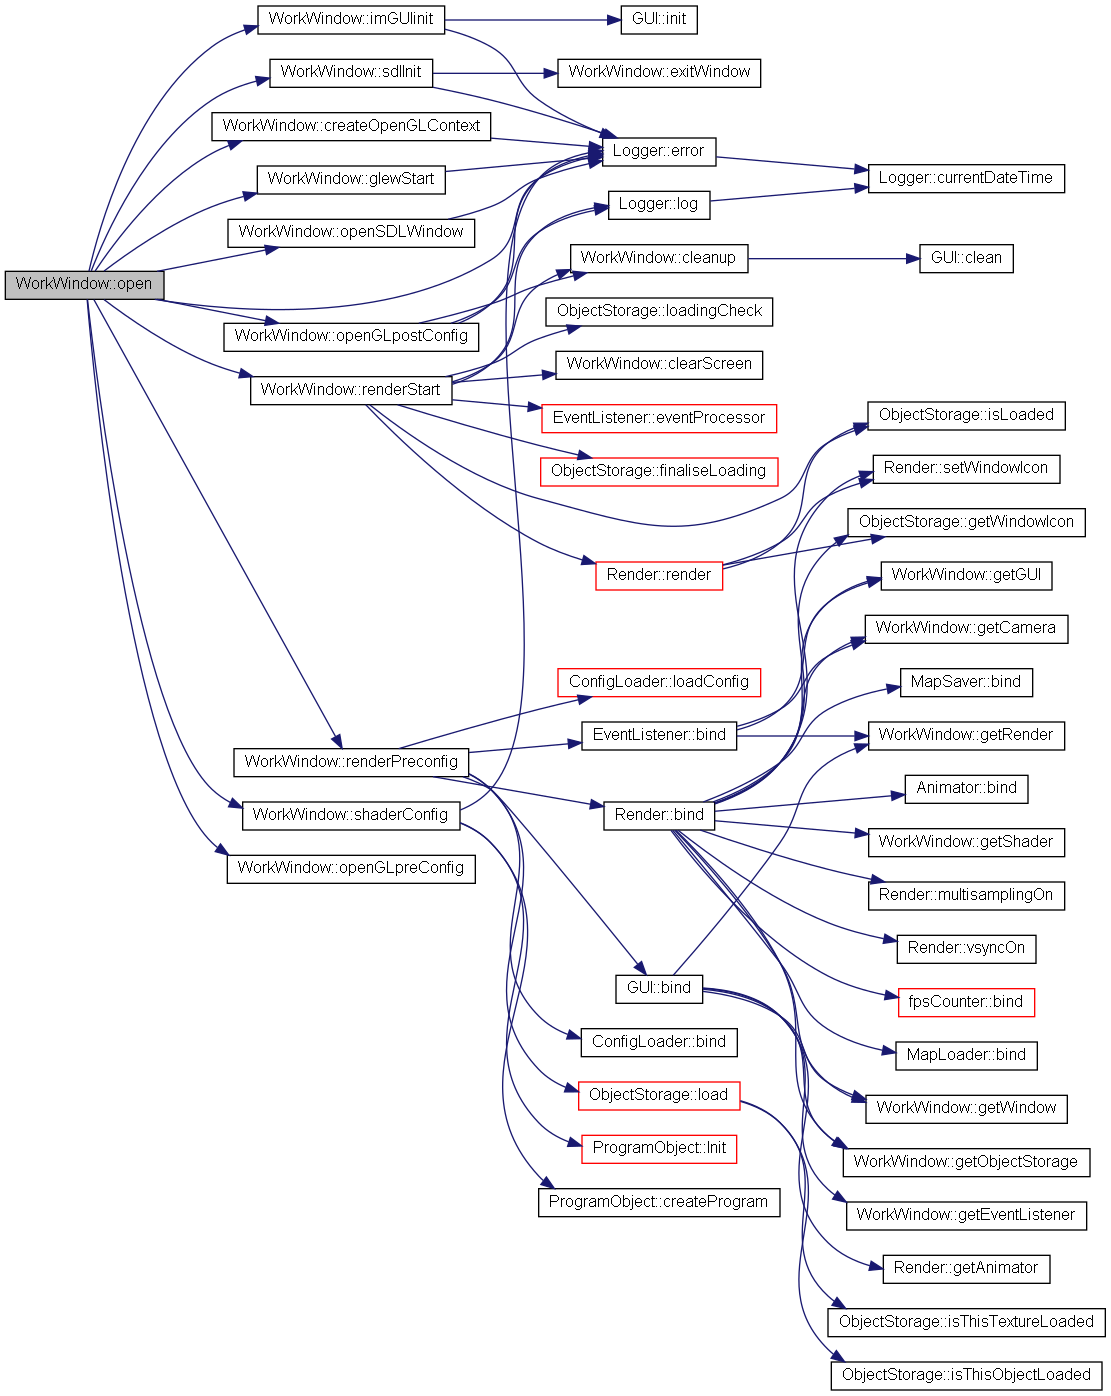 WorkWindow::imGUIinit
GUI::init
WorkWindow::sdlInit
WorkWindow::exitWindow
WorkWindow::createOpenGLContext
Logger::error
WorkWindow::glewStart
Logger::currentDateTime
Logger::log
WorkWindow::openSDLWindow
WorkWindow::cleanup
GUI::clean
WorkWindow::open
ObjectStorage::loadingCheck
WorkWindow::openGLpostConfig
WorkWindow::clearScreen
WorkWindow::renderStart
EventListener::eventProcessor
ObjectStorage::isLoaded
ObjectStorage::finaliseLoading
Render::setWindowIcon
ObjectStorage::getWindowIcon
Render::render
WorkWindow::getGUI
WorkWindow::getCamera
ConfigLoader::loadConfig
MapSaver::bind
EventListener::bind
WorkWindow::getRender
WorkWindow::renderPreconfig
Animator::bind
WorkWindow::shaderConfig
Render::bind
WorkWindow::getShader
WorkWindow::openGLpreConfig
Render::multisamplingOn
Render::vsyncOn
GUI::bind
fpsCounter::bind
ConfigLoader::bind
MapLoader::bind
ObjectStorage::load
WorkWindow::getWindow
ProgramObject::Init
WorkWindow::getObjectStorage
ProgramObject::createProgram
WorkWindow::getEventListener
Render::getAnimator
ObjectStorage::isThisTextureLoaded
ObjectStorage::isThisObjectLoaded